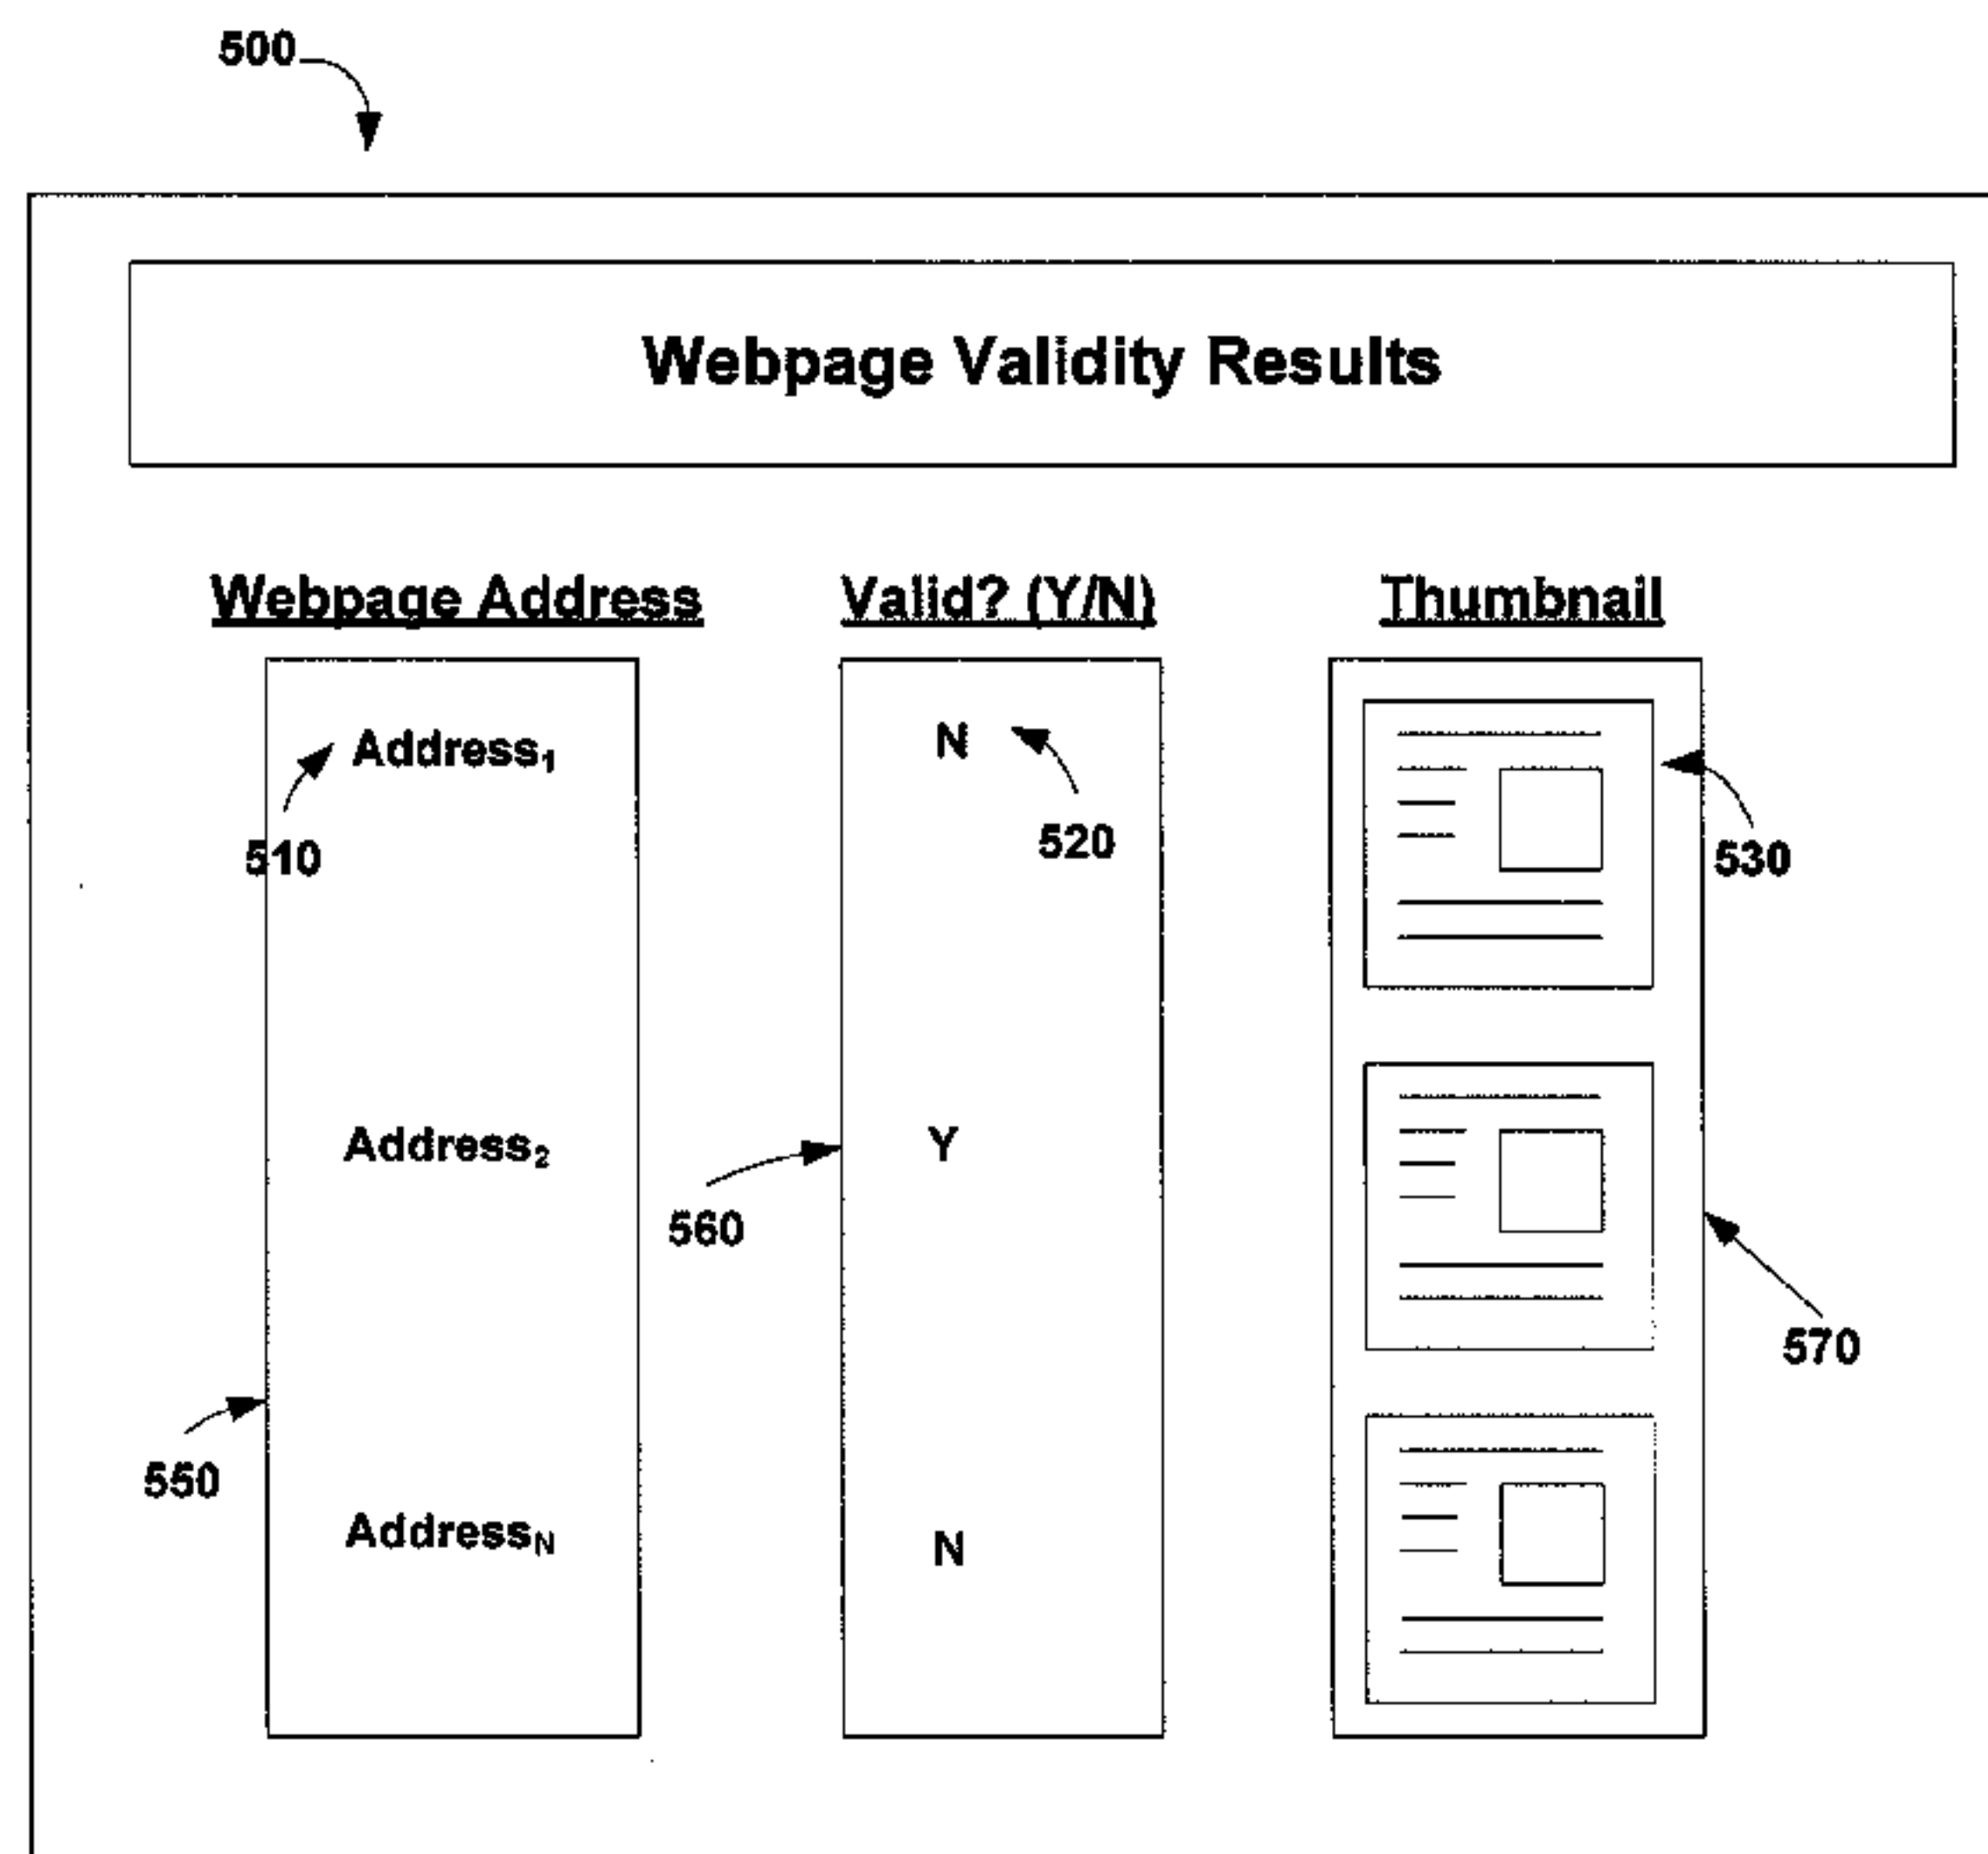 500
Webpage Validity Results
Webpage Address Valid? (Y/N) Thumbnail
Address₁ N
510 520 530
Address₂ Y
560
570
550
Address_N N